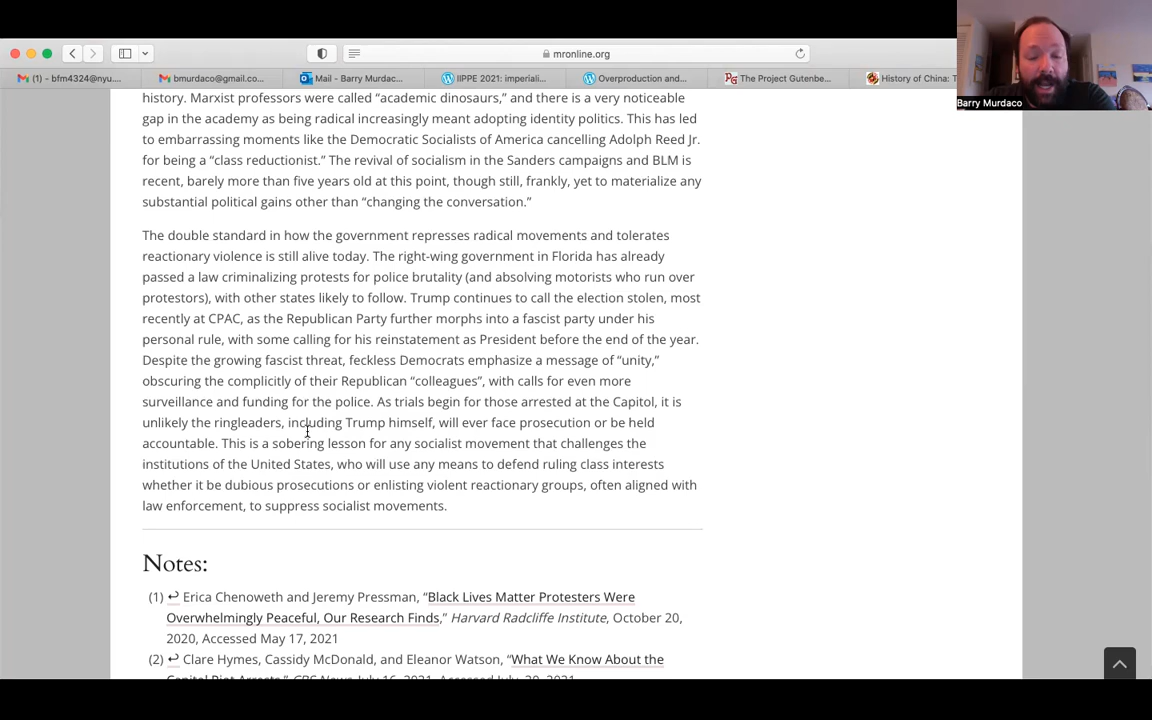 mronline.org
(1) - bfm4324@nyu....
bmurdaco@gmail.co...
Mail - Barry Murdac...
IIPPE 2021: imperiali...
Overproduction and...
The Project Gutenbe...
History of China: T
Barry Murdaco
history. Marxist professors were called “academic dinosaurs,” and there is a very noticeable
gap in the academy as being radical increasingly meant adopting identity politics. This has led
to embarrassing moments like the Democratic Socialists of America cancelling Adolph Reed Jr.
for being a “class reductionist.” The revival of socialism in the Sanders campaigns and BLM is
recent, barely more than five years old at this point, though still, frankly, yet to materialize any
substantial political gains other than “changing the conversation.”
The double standard in how the government represses radical movements and tolerates
reactionary violence is still alive today. The right-wing government in Florida has already
passed a law criminalizing protests for police brutality (and absolving motorists who run over
protestors), with other states likely to follow. Trump continues to call the election stolen, most
recently at CPAC, as the Republican Party further morphs into a fascist party under his
personal rule, with some calling for his reinstatement as President before the end of the year.
Despite the growing fascist threat, feckless Democrats emphasize a message of “unity,”
obscuring the complicitly of their Republican “colleagues”, with calls for even more
surveillance and funding for the police. As trials begin for those arrested at the Capitol, it is
unlikely the ringleaders, including Trump himself, will ever face prosecution or be held
accountable. This is a sobering lesson for any socialist movement that challenges the
institutions of the United States, who will use any means to defend ruling class interests
whether it be dubious prosecutions or enlisting violent reactionary groups, often aligned with
law enforcement, to suppress socialist movements.
Notes:
(1) ↩ Erica Chenoweth and Jeremy Pressman, “Black Lives Matter Protesters Were
Overwhelmingly Peaceful, Our Research Finds,” Harvard Radcliffe Institute, October 20,
2020, Accessed May 17, 2021
(2) ↩ Clare Hymes, Cassidy McDonald, and Eleanor Watson, “What We Know About the
Capitol Riot Arrests,” CBS News July 16, 2021, Accessed July, 20, 2021